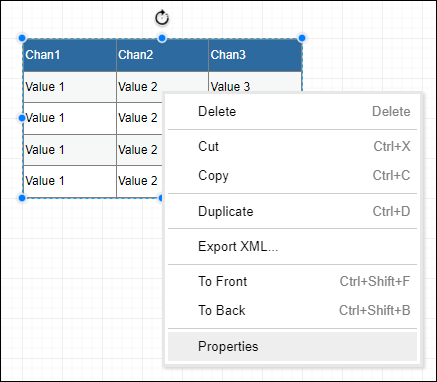 Chan1 Chan2 Chan3
Value 1 Value 2 Value 3
Value 1 Value 2
Value 1 Value 2
Value 1 Value 2
Delete Delete
Cut Ctrl+X
Copy Ctrl+C
Duplicate Ctrl+D
Export XML...
To Front Ctrl+Shift+F
To Back Ctrl+Shift+B
Properties